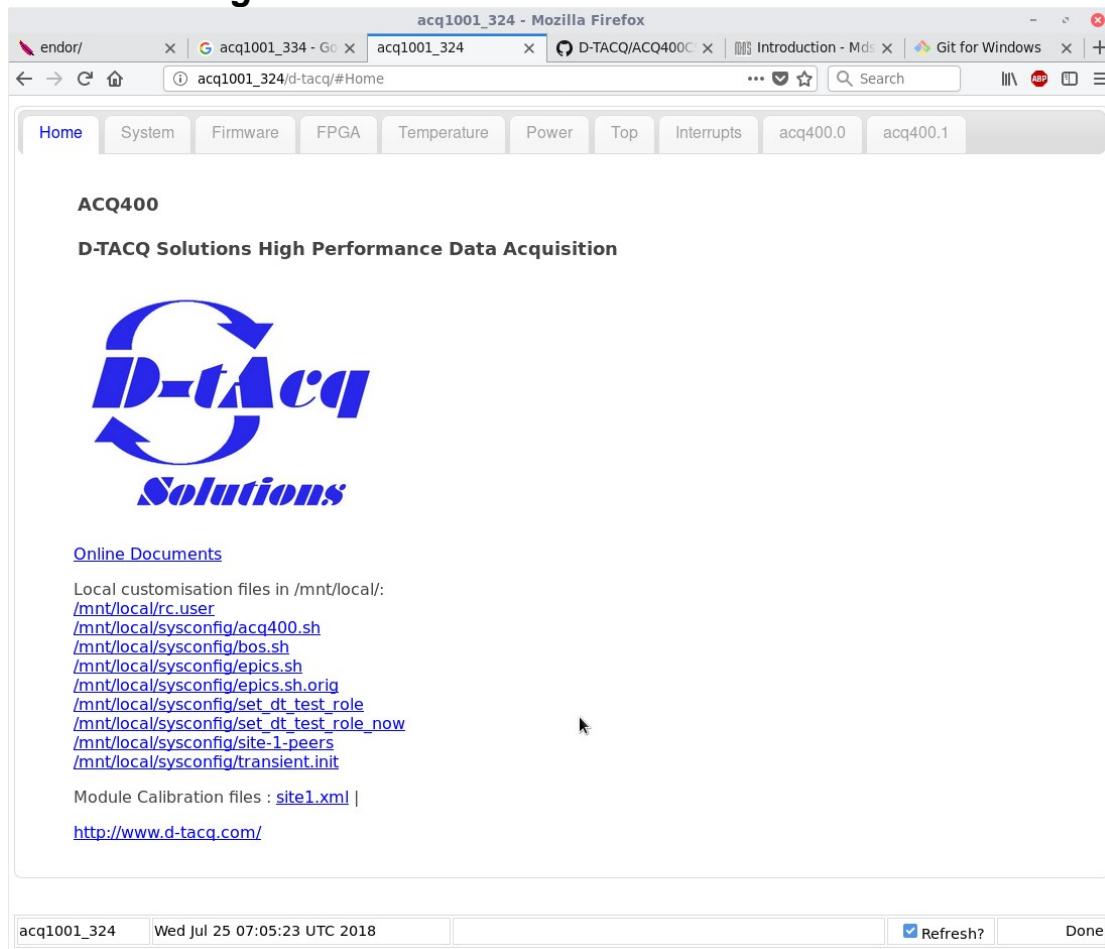 acq1001_324 - Mozilla Firefox
endor/ acq1001_334 - Go acq1001_324 D-TACQ/ACQ400C Introduction - Mds Git for Windows
acq1001_324/d-tacq/#Home Search ABP
Home System Firmware FPGA Temperature Power Top Interrupts acq400.0 acq400.1
ACQ400
D-TACQ Solutions High Performance Data Acquisition
D-tAcq
Solutions
Online Documents
Local customisation files in /mnt/local/:
/mnt/local/rc.user
/mnt/local/sysconfig/acq400.sh
/mnt/local/sysconfig/bos.sh
/mnt/local/sysconfig/epics.sh
/mnt/local/sysconfig/epics.sh.orig
/mnt/local/sysconfig/set_dt_test_role
/mnt/local/sysconfig/set_dt_test_role_now
/mnt/local/sysconfig/site-1-peers
/mnt/local/sysconfig/transient.init
Module Calibration files : site1.xml |
http://www.d-tacq.com/
acq1001_324 Wed Jul 25 07:05:23 UTC 2018 Refresh? Done